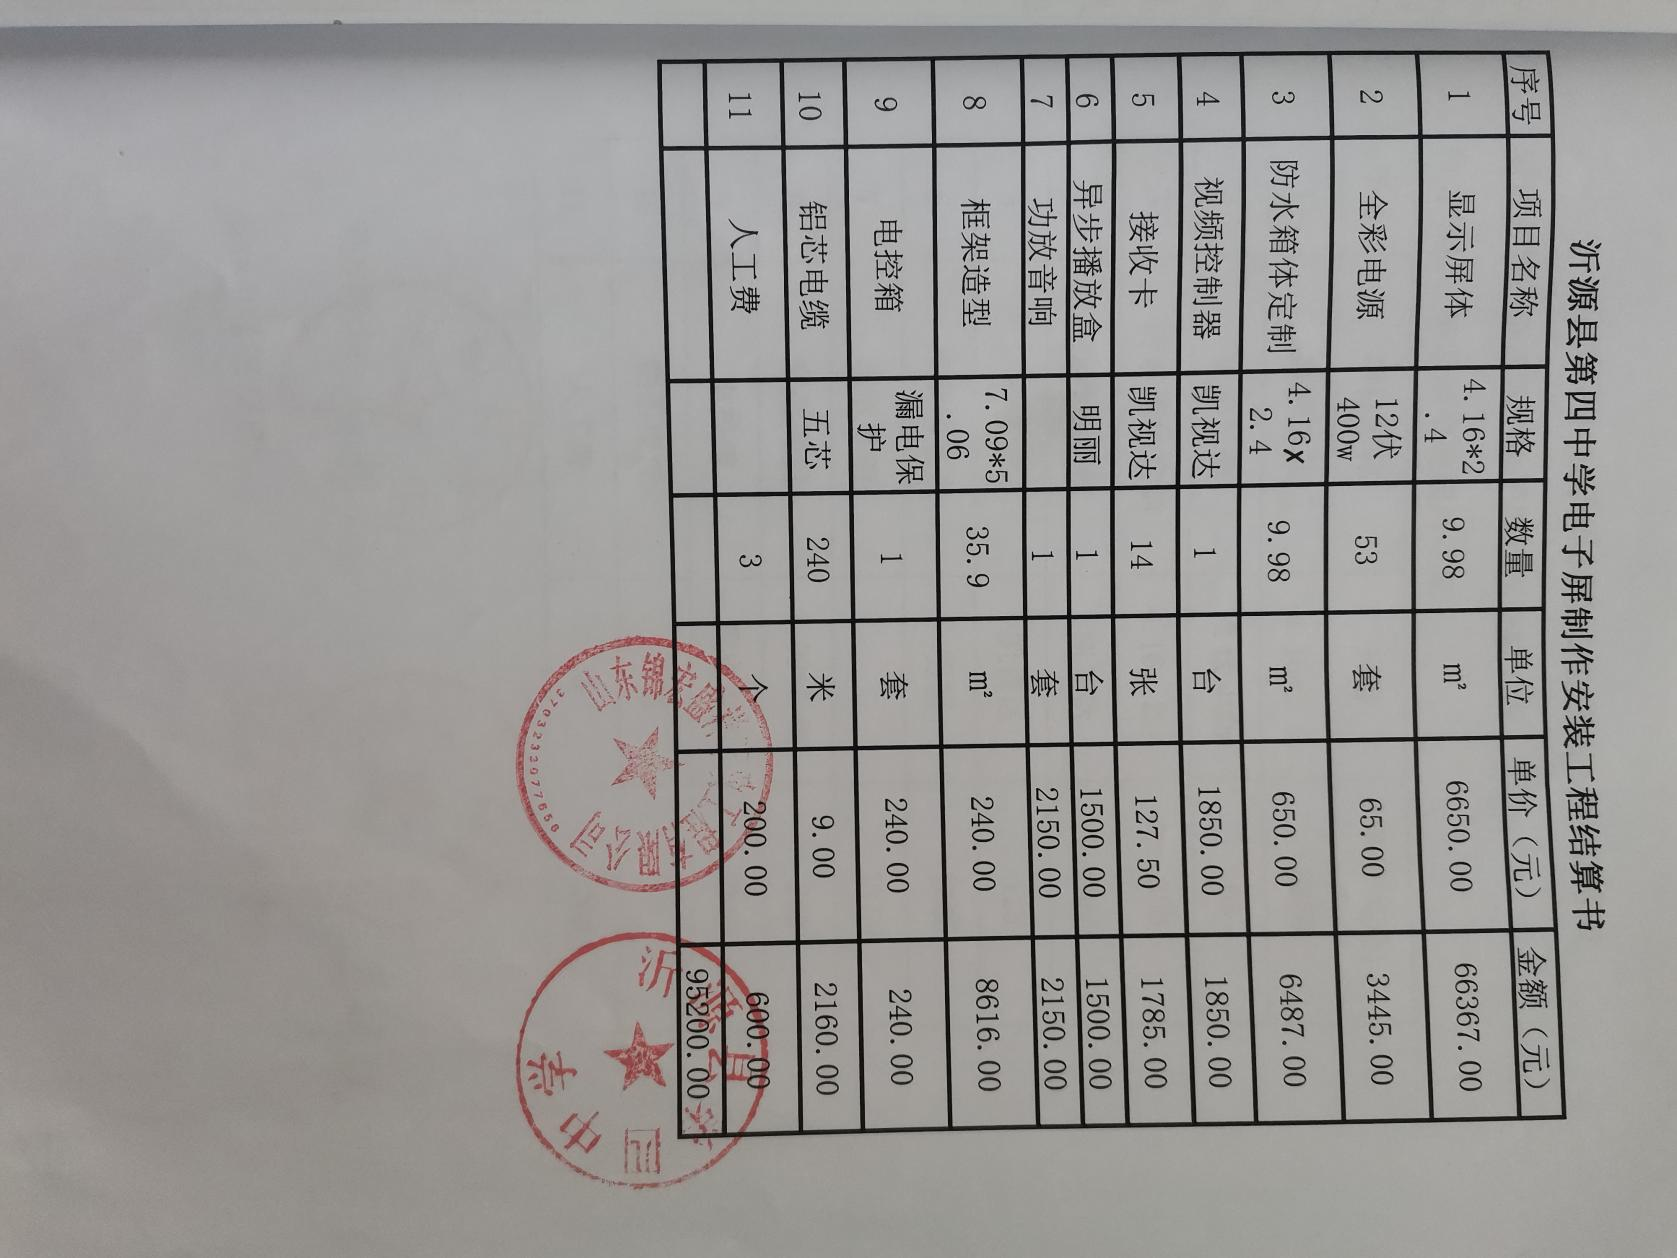 沂源县第四中学电子屏制作安装工程结算书
序号 项目名称 规格 数量 单位 单价（元） 金额（元）
1 显示屏体 4.16*2.4 9.98 m² 6650.00 66367.00
2 全彩电源 12伏400w 53 套 65.00 3445.00
3 防水箱体定制 4.16x2.4 9.98 m² 650.00 6487.00
4 视频控制器 凯视达 1 台 1850.00 1850.00
5 接收卡 凯视达 14 张 127.50 1785.00
6 异步播放盒 明丽 1 台 1500.00 1500.00
7 功放音响 1 套 2150.00 2150.00
8 框架造型 7.09*5.06 35.9 m² 240.00 8616.00
9 电控箱 漏电保护 1 套 240.00 240.00
10 铝芯电缆 五芯 240 米 9.00 2160.00
11 人工费 3 个 200.00 600.00
95200.00
山东锦宏盛 工程有限公司
沂源县第四中学